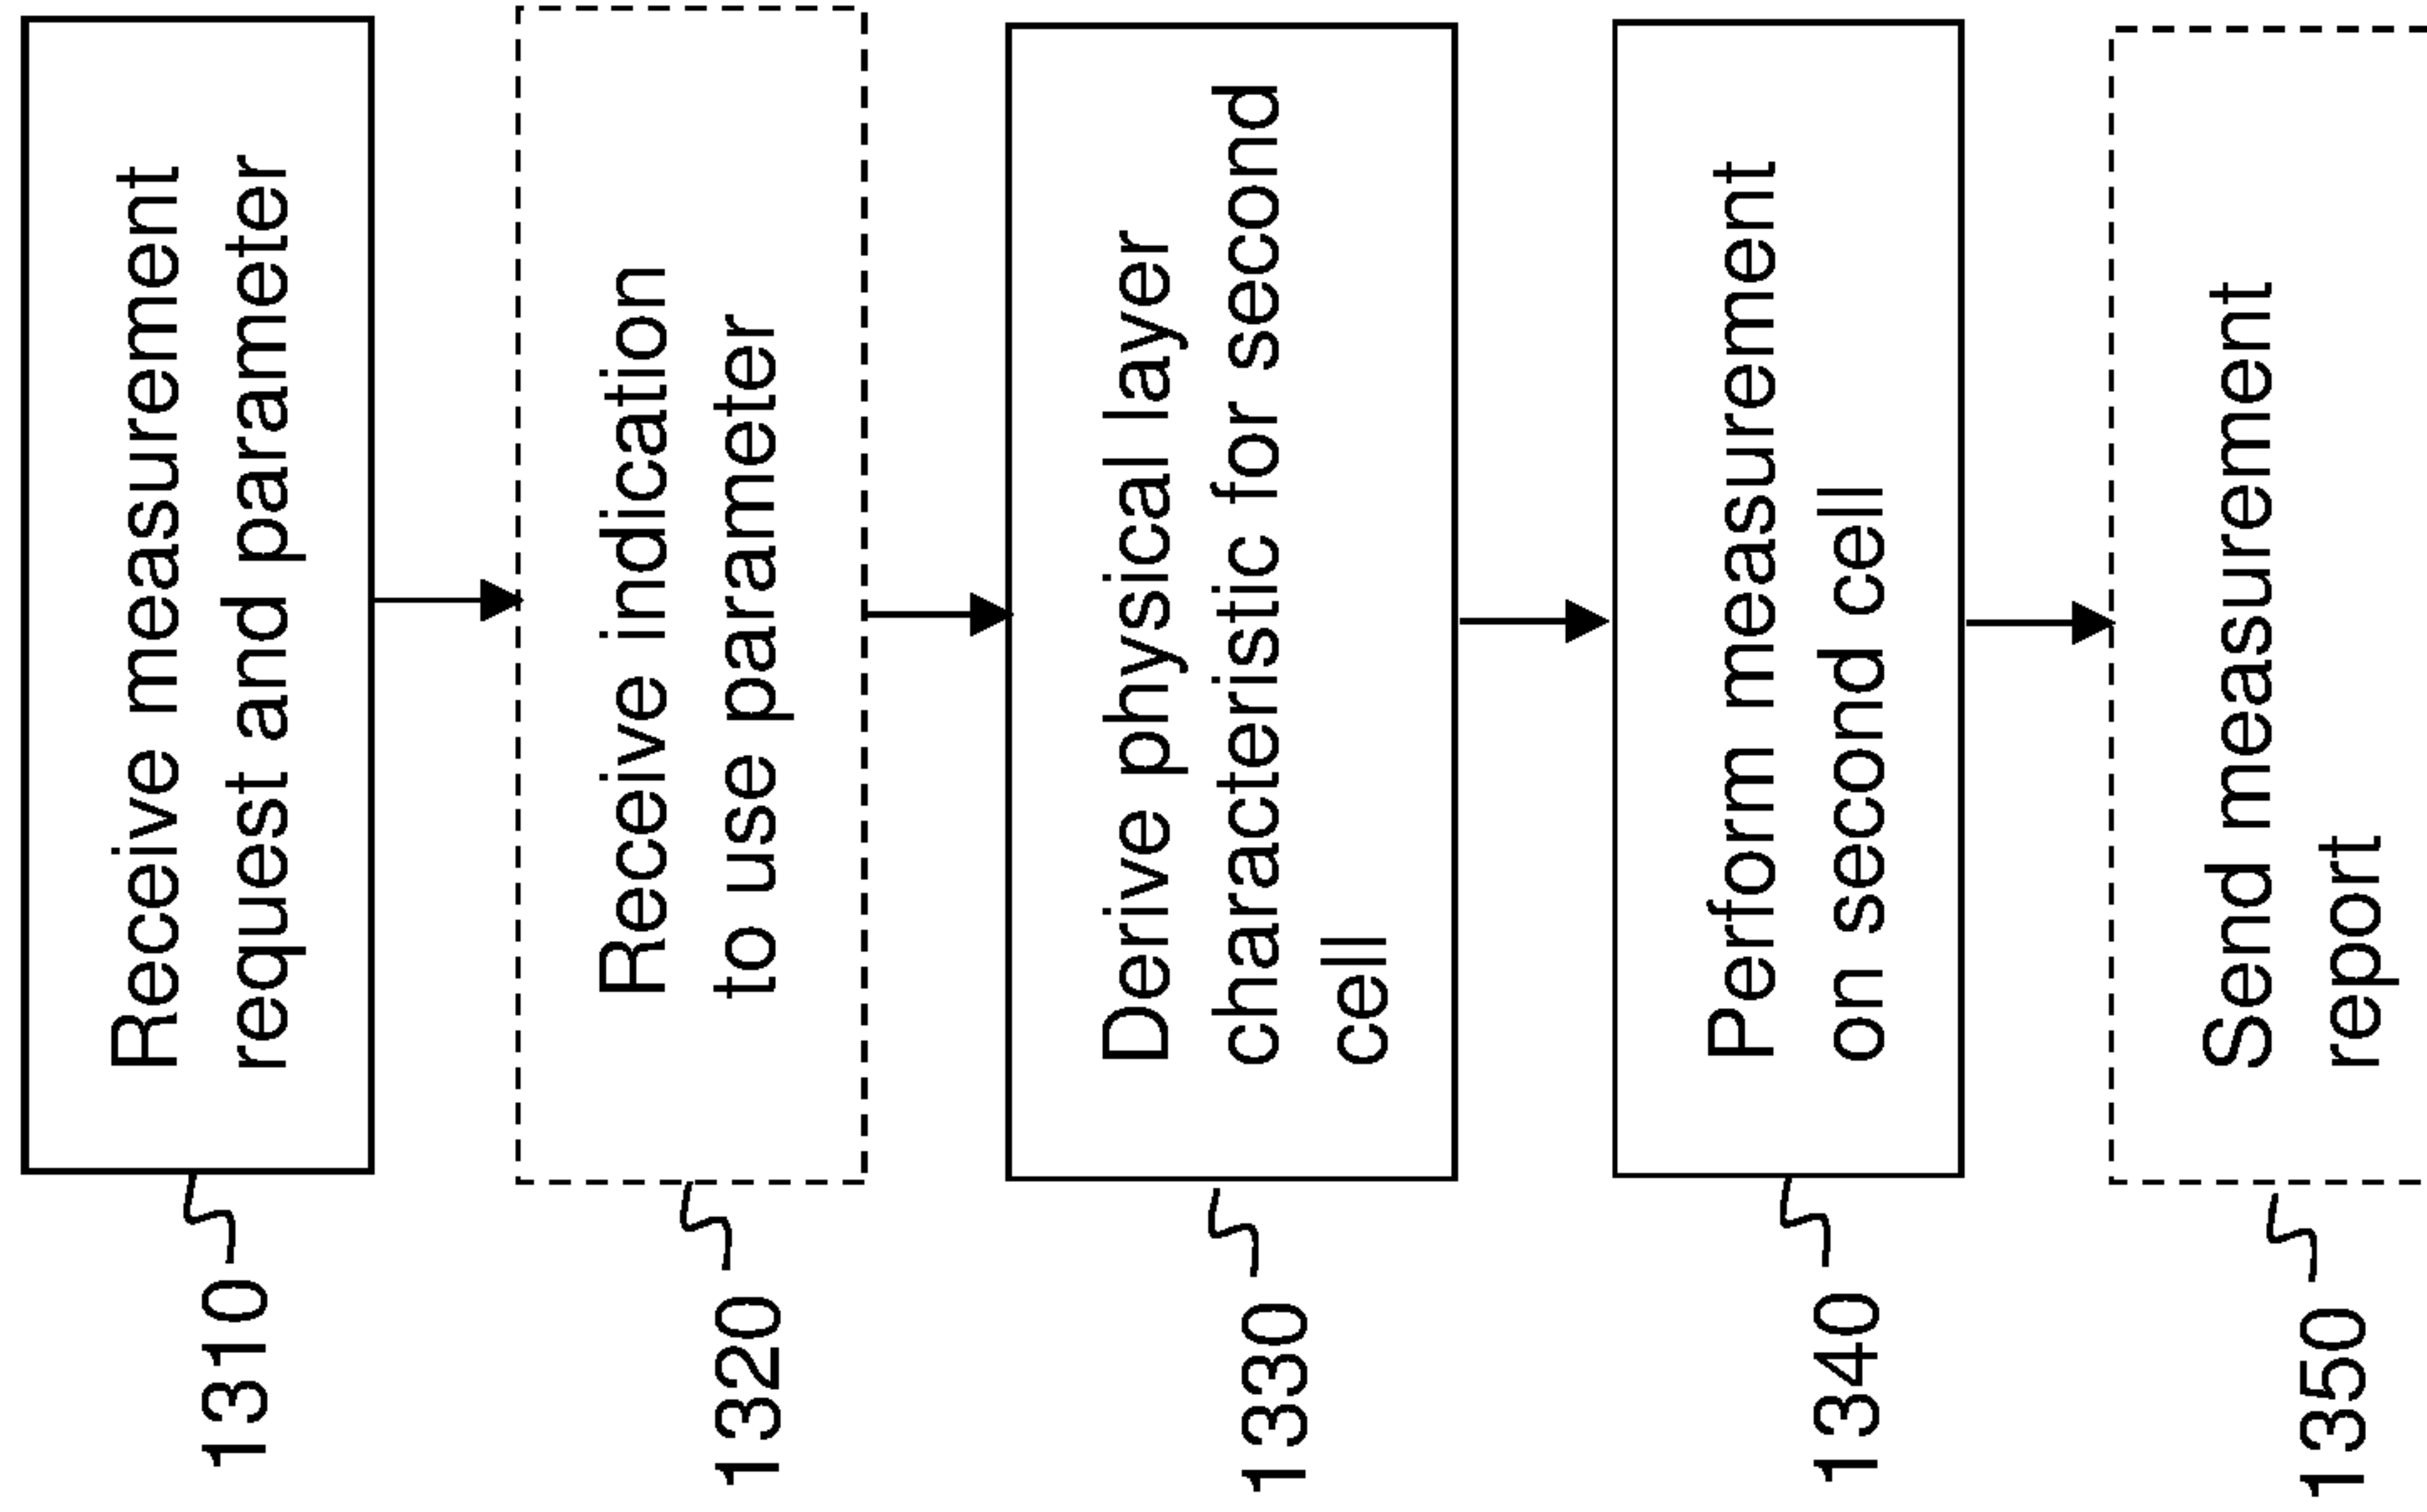 Receive measurement
request and parameter
1310
Receive indication
to use parameter
1320
Derive physical layer
characteristic for second
cell
1330
Perform measurement
on second cell
1340
Send measurement
report
1350